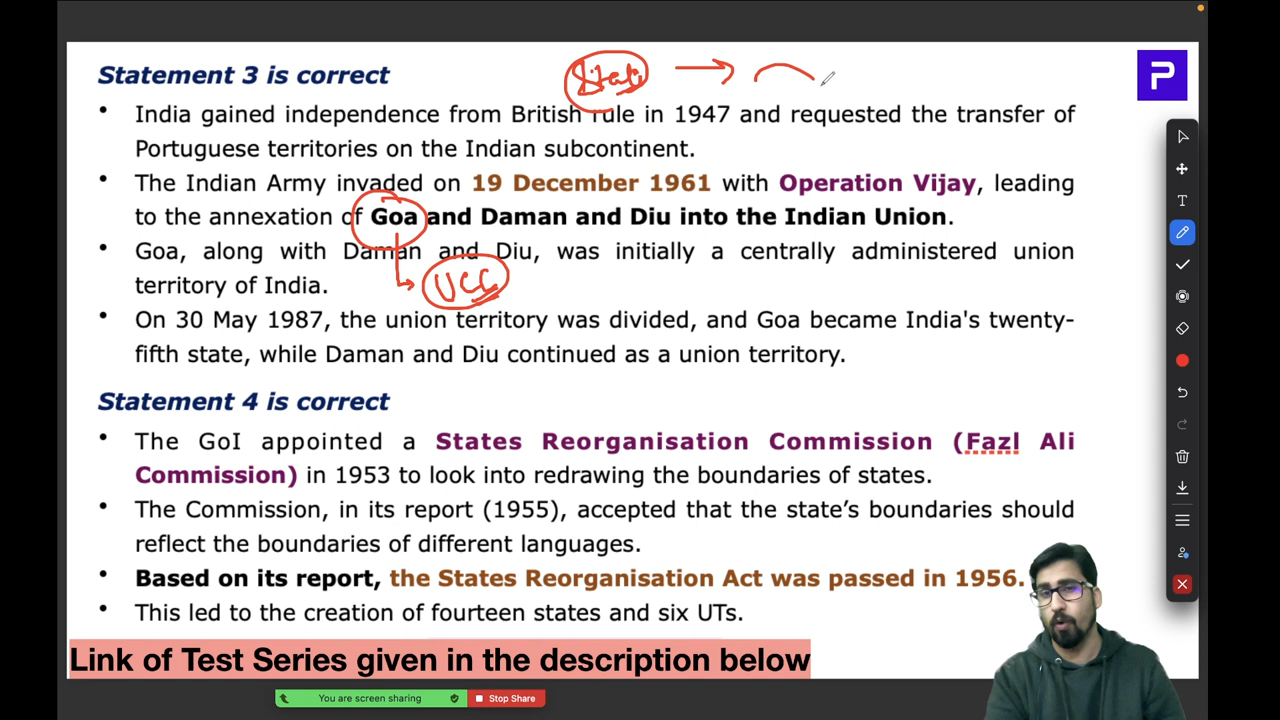 Statement 3 is correct
State
• India gained independence from British rule in 1947 and requested the transfer of
Portuguese territories on the Indian subcontinent.
• The Indian Army invaded on 19 December 1961 with Operation Vijay, leading
to the annexation of Goa and Daman and Diu into the Indian Union.
• Goa, along with Daman and Diu, was initially a centrally administered union
territory of India.
UCC
• On 30 May 1987, the union territory was divided, and Goa became India's twenty-
fifth state, while Daman and Diu continued as a union territory.
Statement 4 is correct
• The GoI appointed a States Reorganisation Commission (Fazl Ali
Commission) in 1953 to look into redrawing the boundaries of states.
• The Commission, in its report (1955), accepted that the state’s boundaries should
reflect the boundaries of different languages.
• Based on its report, the States Reorganisation Act was passed in 1956.
• This led to the creation of fourteen states and six UTs.
Link of Test Series given in the description below
You are screen sharing
Stop Share
P
T